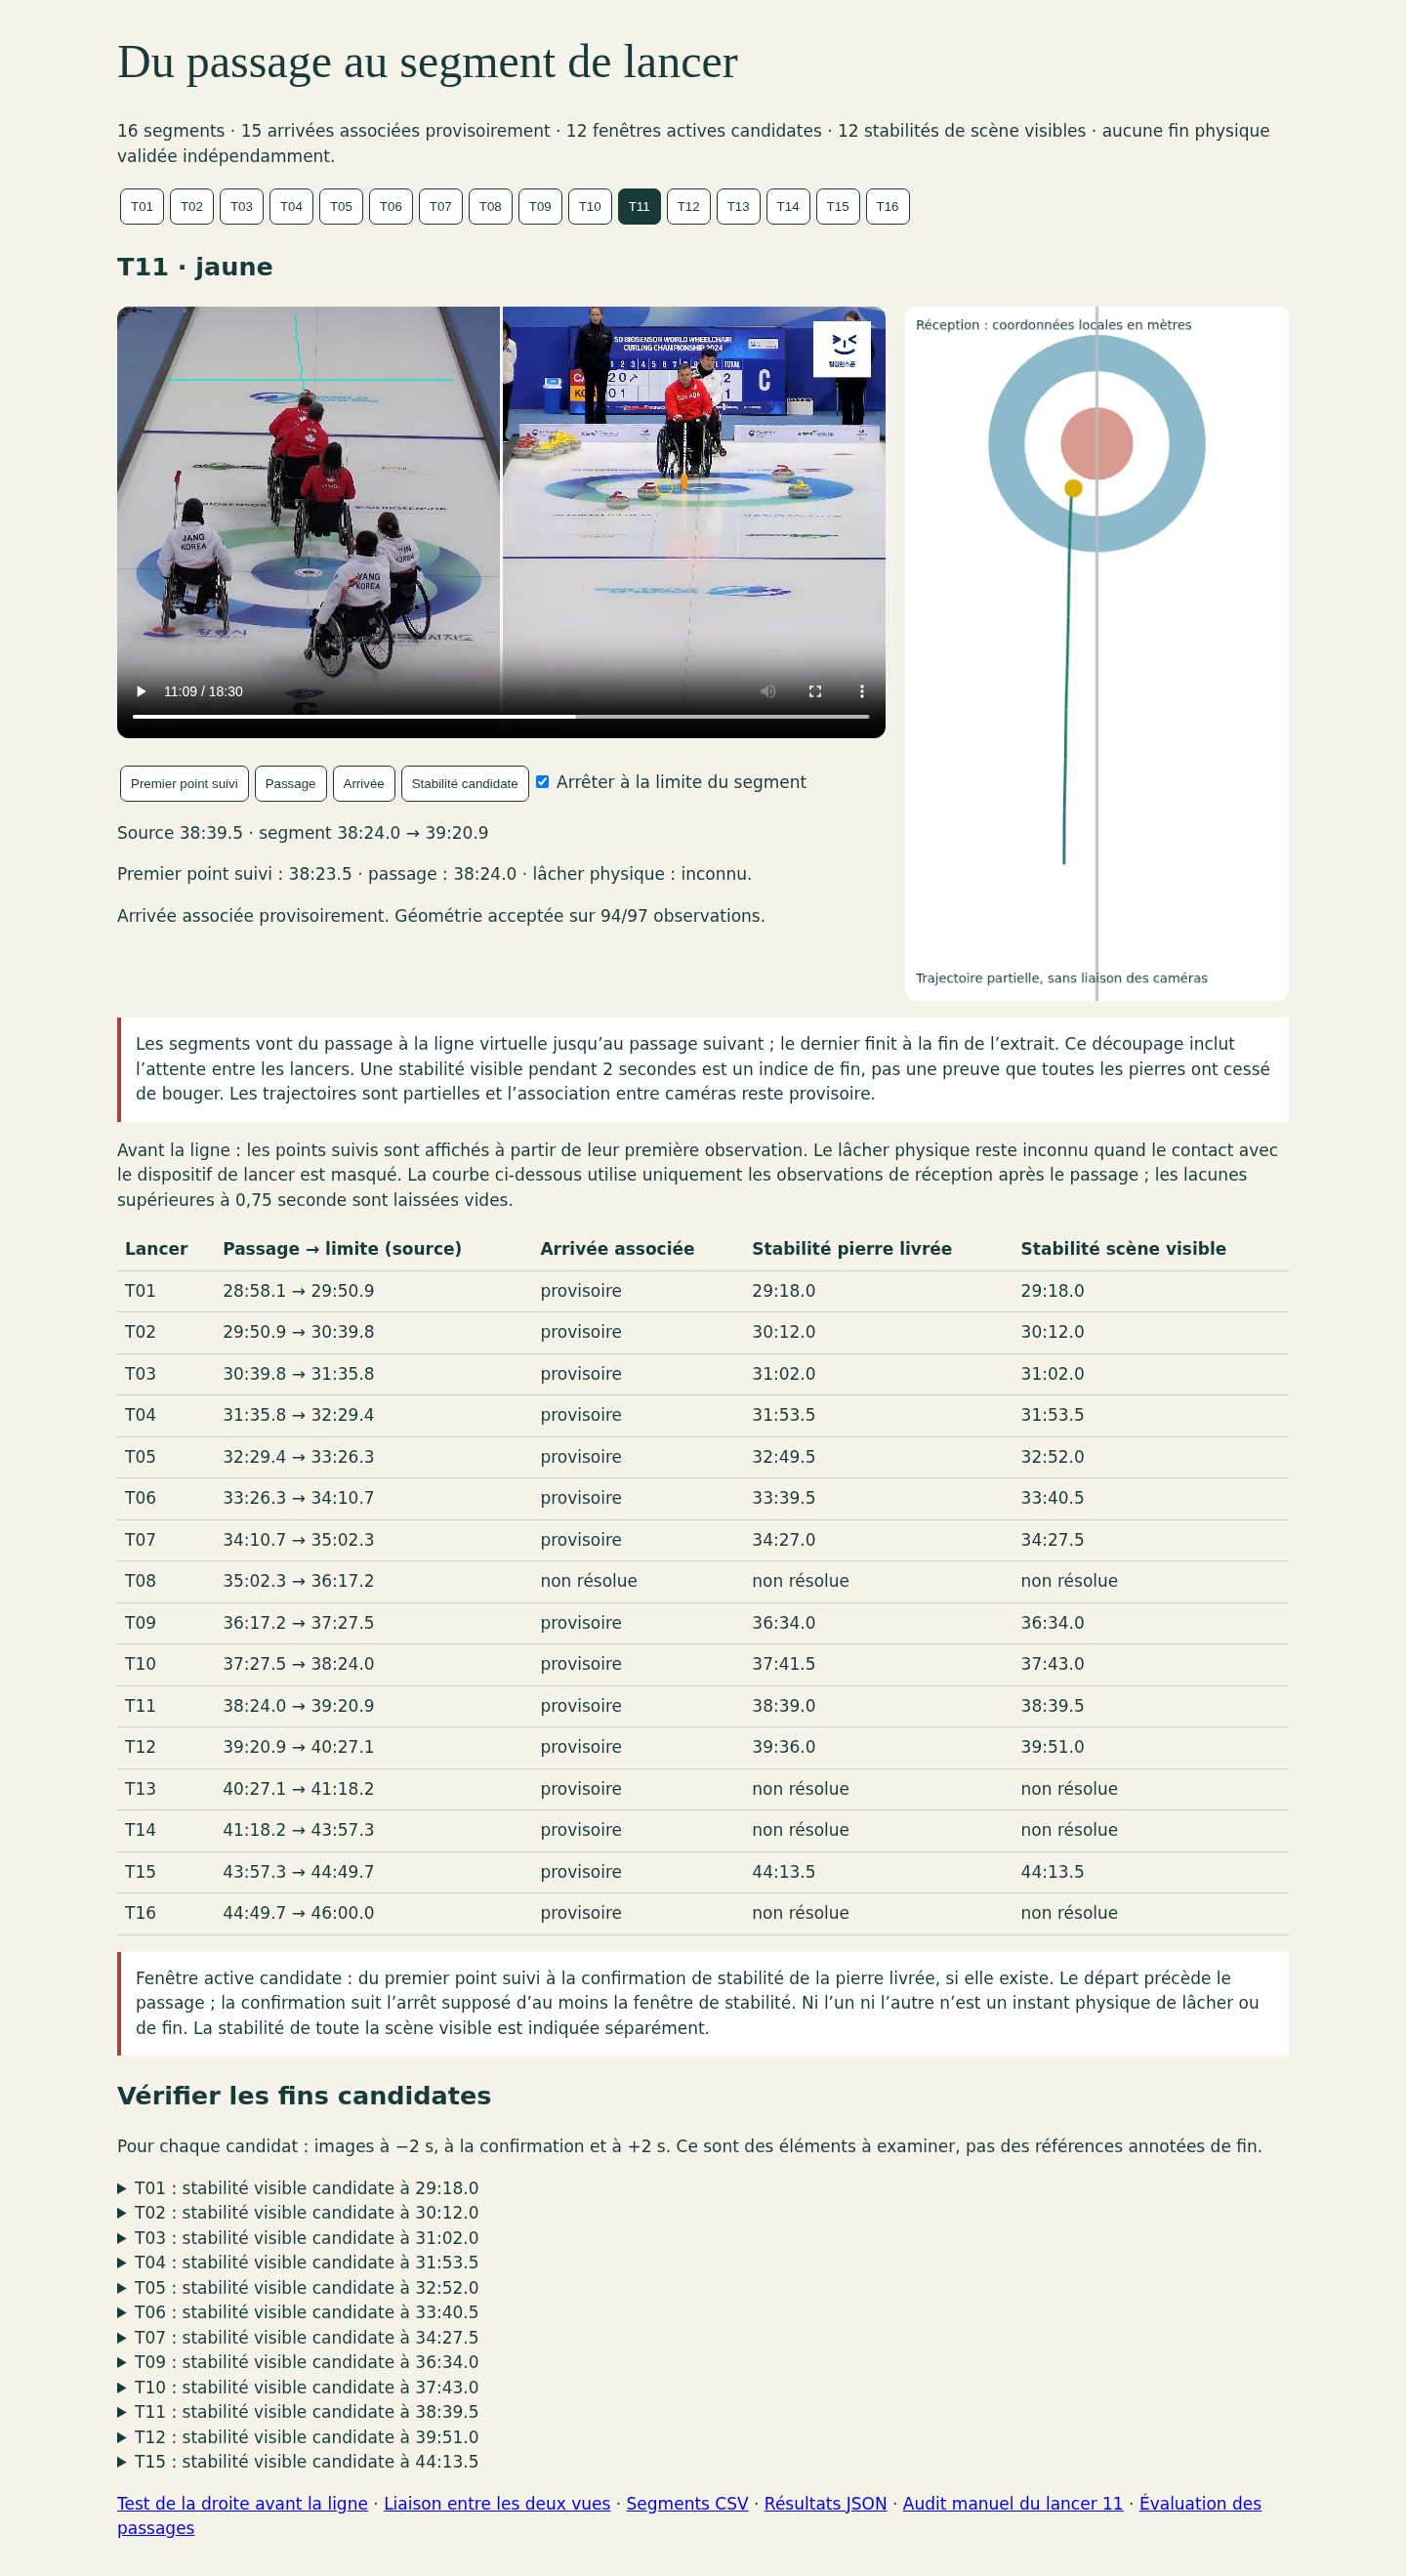 Du passage au segment de lancer
16 segments · 15 arrivées associées provisoirement · 12 fenêtres actives candidates · 12 stabilités de scène visibles · aucune fin physique
validée indépendamment.
T01 T02 T03 T04 T05 T06 T07 T08 T09 T10 T11 T12 T13 T14 T15 T16
T11 · jaune
SD BIOSENSOR WORLD WHEELCHAIR
CURLING CHAMPIONSHIP 2024
1 2 3 4 5 6 7 8 E.E. TOTAL
C
CANADA
JANG
KOREA
YANG
KOREA
KOREA
11:09 / 18:30
Réception : coordonnées locales en mètres
Trajectoire partielle, sans liaison des caméras
Premier point suivi Passage Arrivée Stabilité candidate Arrêter à la limite du segment
Source 38:39.5 · segment 38:24.0 → 39:20.9
Premier point suivi : 38:23.5 · passage : 38:24.0 · lâcher physique : inconnu.
Arrivée associée provisoirement. Géométrie acceptée sur 94/97 observations.
Les segments vont du passage à la ligne virtuelle jusqu’au passage suivant ; le dernier finit à la fin de l’extrait. Ce découpage inclut
l’attente entre les lancers. Une stabilité visible pendant 2 secondes est un indice de fin, pas une preuve que toutes les pierres ont cessé
de bouger. Les trajectoires sont partielles et l’association entre caméras reste provisoire.
Avant la ligne : les points suivis sont affichés à partir de leur première observation. Le lâcher physique reste inconnu quand le contact avec
le dispositif de lancer est masqué. La courbe ci-dessous utilise uniquement les observations de réception après le passage ; les lacunes
supérieures à 0,75 seconde sont laissées vides.
Lancer Passage → limite (source) Arrivée associée Stabilité pierre livrée Stabilité scène visible
T01 28:58.1 → 29:50.9 provisoire 29:18.0 29:18.0
T02 29:50.9 → 30:39.8 provisoire 30:12.0 30:12.0
T03 30:39.8 → 31:35.8 provisoire 31:02.0 31:02.0
T04 31:35.8 → 32:29.4 provisoire 31:53.5 31:53.5
T05 32:29.4 → 33:26.3 provisoire 32:49.5 32:52.0
T06 33:26.3 → 34:10.7 provisoire 33:39.5 33:40.5
T07 34:10.7 → 35:02.3 provisoire 34:27.0 34:27.5
T08 35:02.3 → 36:17.2 non résolue non résolue non résolue
T09 36:17.2 → 37:27.5 provisoire 36:34.0 36:34.0
T10 37:27.5 → 38:24.0 provisoire 37:41.5 37:43.0
T11 38:24.0 → 39:20.9 provisoire 38:39.0 38:39.5
T12 39:20.9 → 40:27.1 provisoire 39:36.0 39:51.0
T13 40:27.1 → 41:18.2 provisoire non résolue non résolue
T14 41:18.2 → 43:57.3 provisoire non résolue non résolue
T15 43:57.3 → 44:49.7 provisoire 44:13.5 44:13.5
T16 44:49.7 → 46:00.0 provisoire non résolue non résolue
Fenêtre active candidate : du premier point suivi à la confirmation de stabilité de la pierre livrée, si elle existe. Le départ précède le
passage ; la confirmation suit l’arrêt supposé d’au moins la fenêtre de stabilité. Ni l’un ni l’autre n’est un instant physique de lâcher ou
de fin. La stabilité de toute la scène visible est indiquée séparément.
Vérifier les fins candidates
Pour chaque candidat : images à −2 s, à la confirmation et à +2 s. Ce sont des éléments à examiner, pas des références annotées de fin.
T01 : stabilité visible candidate à 29:18.0
T02 : stabilité visible candidate à 30:12.0
T03 : stabilité visible candidate à 31:02.0
T04 : stabilité visible candidate à 31:53.5
T05 : stabilité visible candidate à 32:52.0
T06 : stabilité visible candidate à 33:40.5
T07 : stabilité visible candidate à 34:27.5
T09 : stabilité visible candidate à 36:34.0
T10 : stabilité visible candidate à 37:43.0
T11 : stabilité visible candidate à 38:39.5
T12 : stabilité visible candidate à 39:51.0
T15 : stabilité visible candidate à 44:13.5
Test de la droite avant la ligne · Liaison entre les deux vues · Segments CSV · Résultats JSON · Audit manuel du lancer 11 · Évaluation des
passages